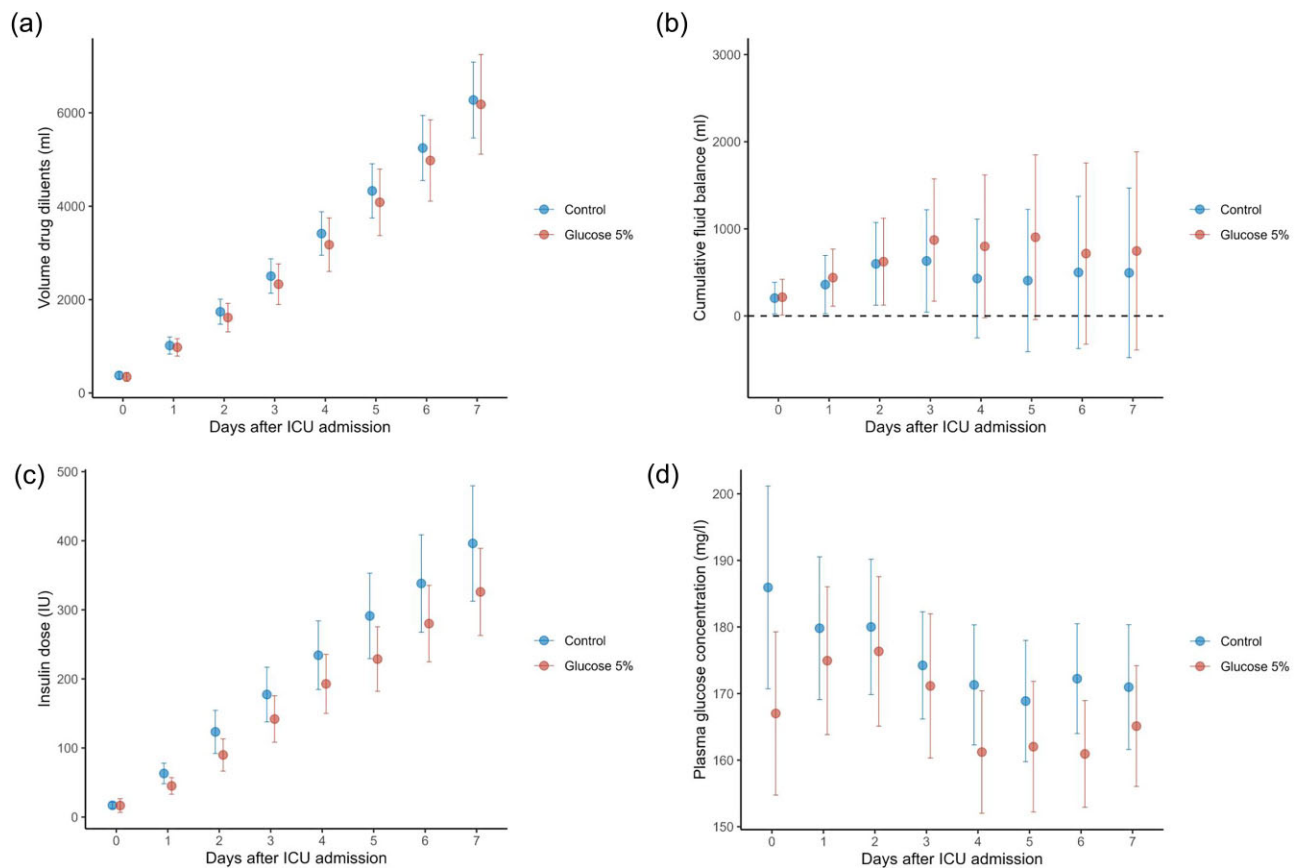 (a)
Volume drug diluents (ml)
6000
4000
2000
0
0 1 2 3 4 5 6 7
Days after ICU admission
Control
Glucose 5%
(b)
Cumulative fluid balance (ml)
3000
2000
1000
0
0 1 2 3 4 5 6 7
Days after ICU admission
Control
Glucose 5%
(c)
Insulin dose (IU)
500
400
300
200
100
0
0 1 2 3 4 5 6 7
Days after ICU admission
Control
Glucose 5%
(d)
Plasma glucose concentration (mg/l)
200
190
180
170
160
150
0 1 2 3 4 5 6 7
Days after ICU admission
Control
Glucose 5%